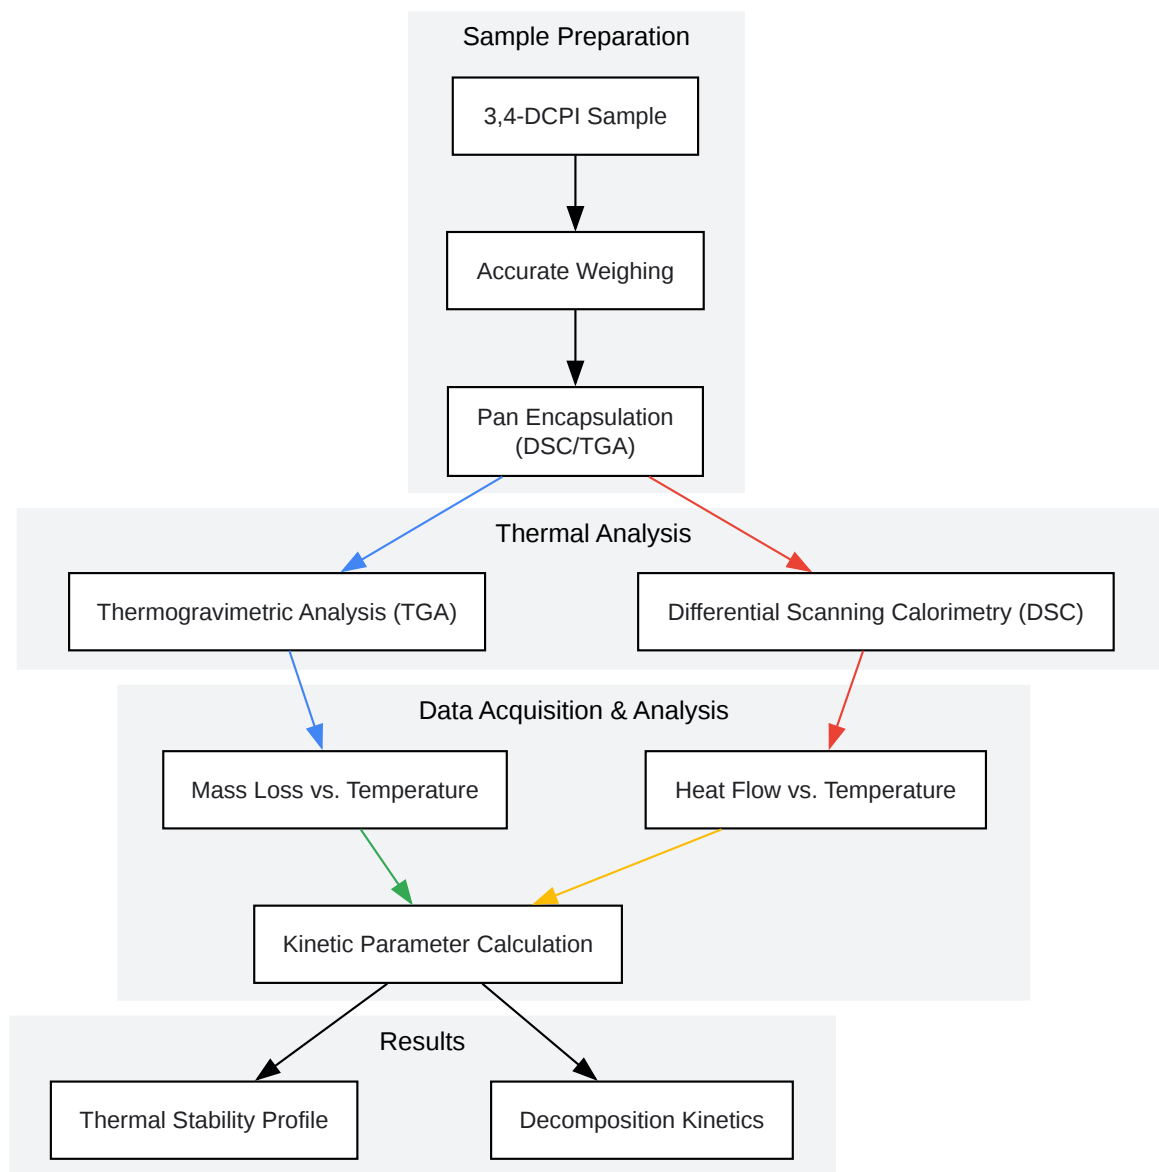 Sample Preparation
3,4-DCPI Sample
Accurate Weighing
Pan Encapsulation
(DSC/TGA)
Thermal Analysis
Thermogravimetric Analysis (TGA)
Differential Scanning Calorimetry (DSC)
Data Acquisition & Analysis
Mass Loss vs. Temperature
Heat Flow vs. Temperature
Kinetic Parameter Calculation
Results
Thermal Stability Profile
Decomposition Kinetics